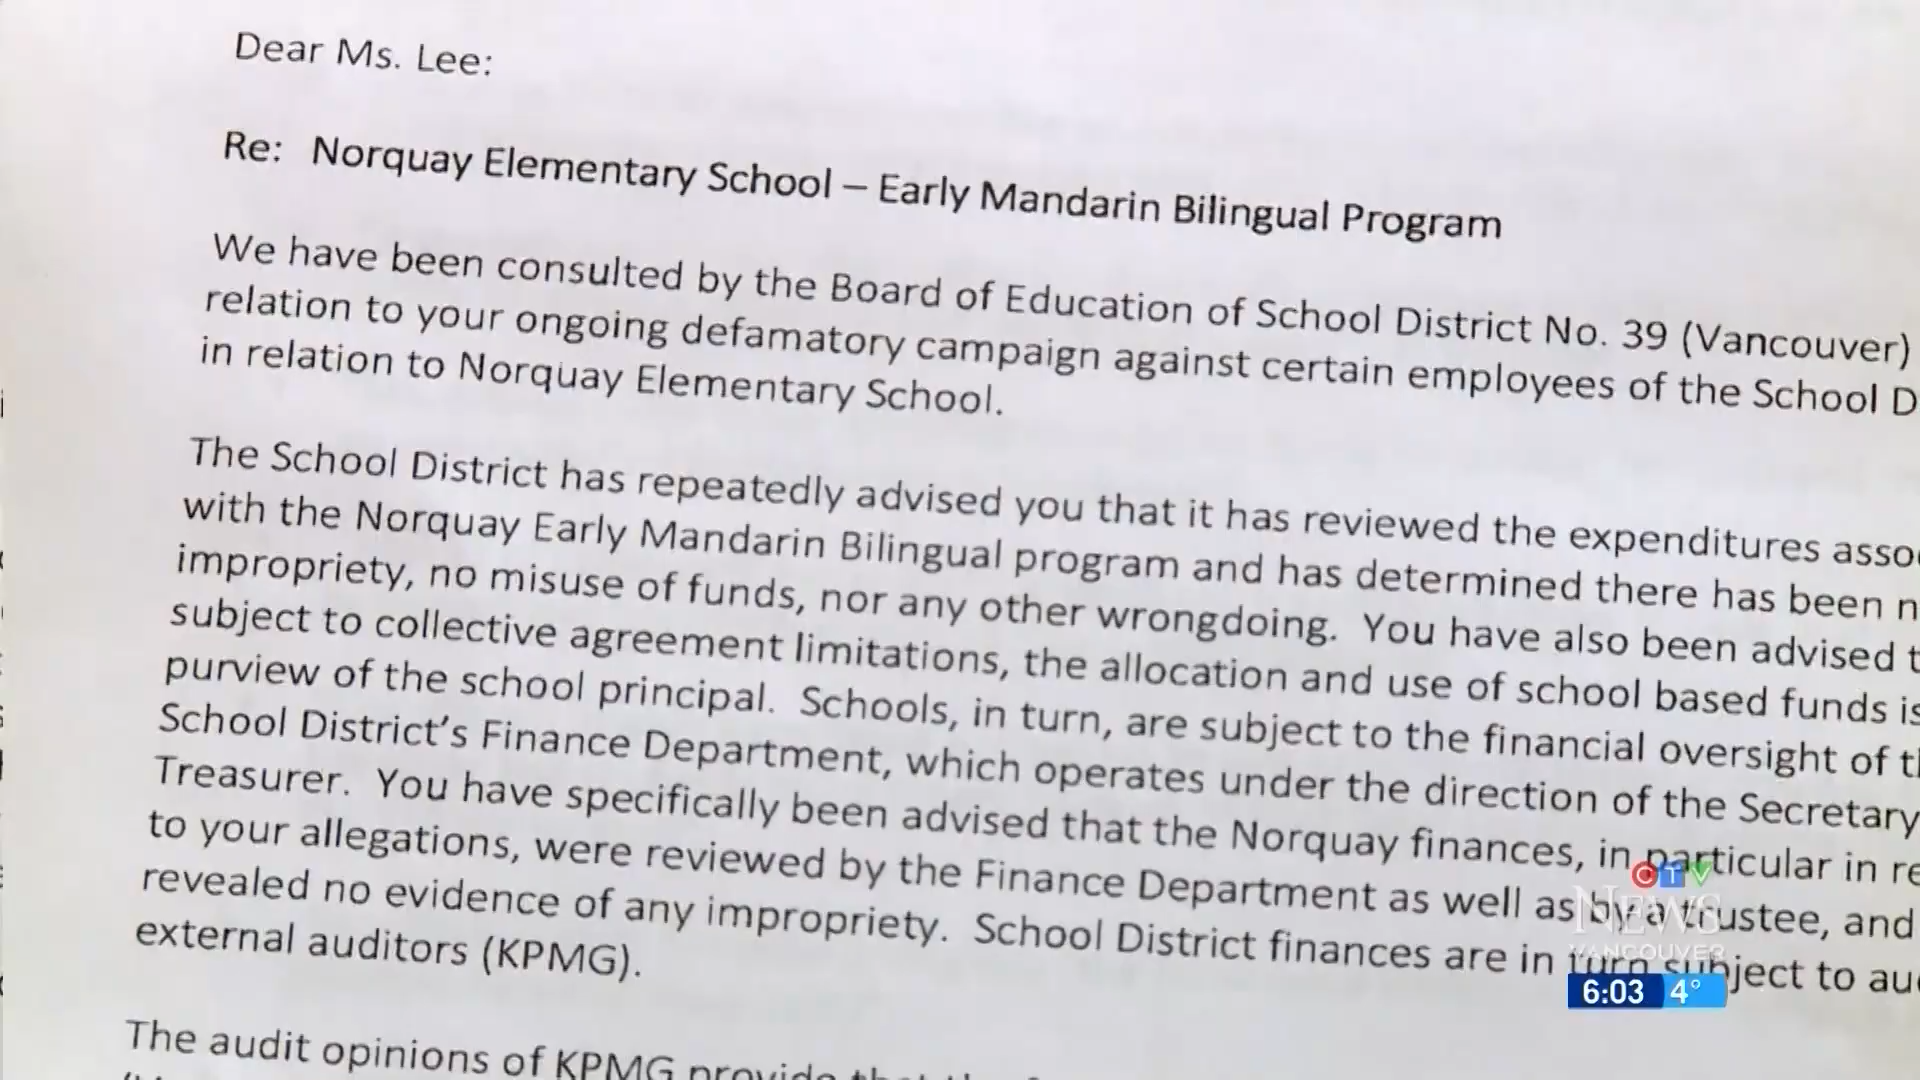 Dear Ms. Lee:
Re: Norquay Elementary School – Early Mandarin Bilingual Program
We have been consulted by the Board of Education of School District No. 39 (Vancouver)
relation to your ongoing defamatory campaign against certain employees of the School D
in relation to Norquay Elementary School.
The School District has repeatedly advised you that it has reviewed the expenditures asso
with the Norquay Early Mandarin Bilingual program and has determined there has been n
impropriety, no misuse of funds, nor any other wrongdoing. You have also been advised t
subject to collective agreement limitations, the allocation and use of school based funds is
purview of the school principal. Schools, in turn, are subject to the financial oversight of th
School District's Finance Department, which operates under the direction of the Secretary
Treasurer. You have specifically been advised that the Norquay finances, in particular in re
to your allegations, were reviewed by the Finance Department as well as by a trustee, and
revealed no evidence of any impropriety. School District finances are in turn subject to au
external auditors (KPMG).
The audit opinions of KPMG provide that the
CTV
NEWS
VANCOUVER
6:03 4°